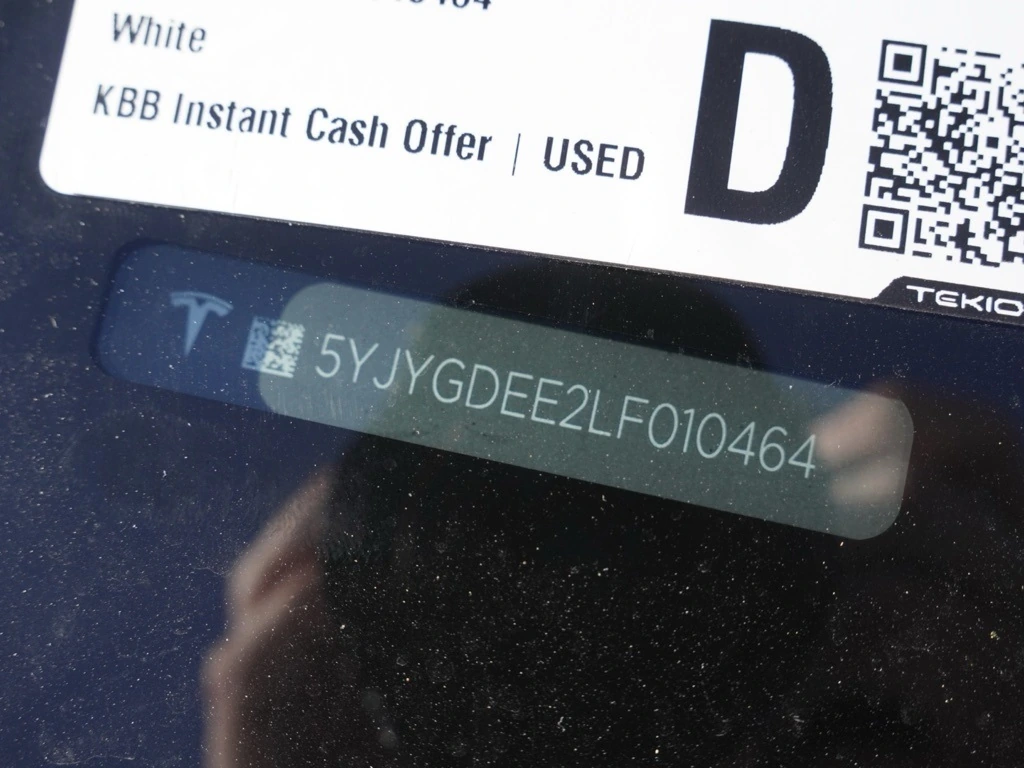 White
KBB Instant Cash Offer | USED
D
TEKIO
5YJYGDEE2LF010464